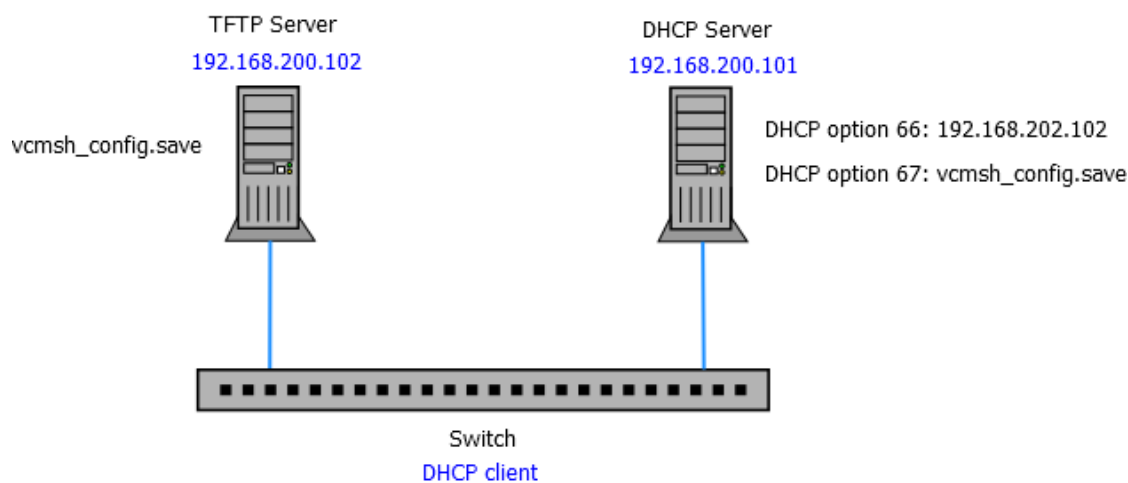 TFTP Server
192.168.200.102
vcmsh_config.save
DHCP Server
192.168.200.101
DHCP option 66: 192.168.202.102
DHCP option 67: vcmsh_config.save
Switch
DHCP client